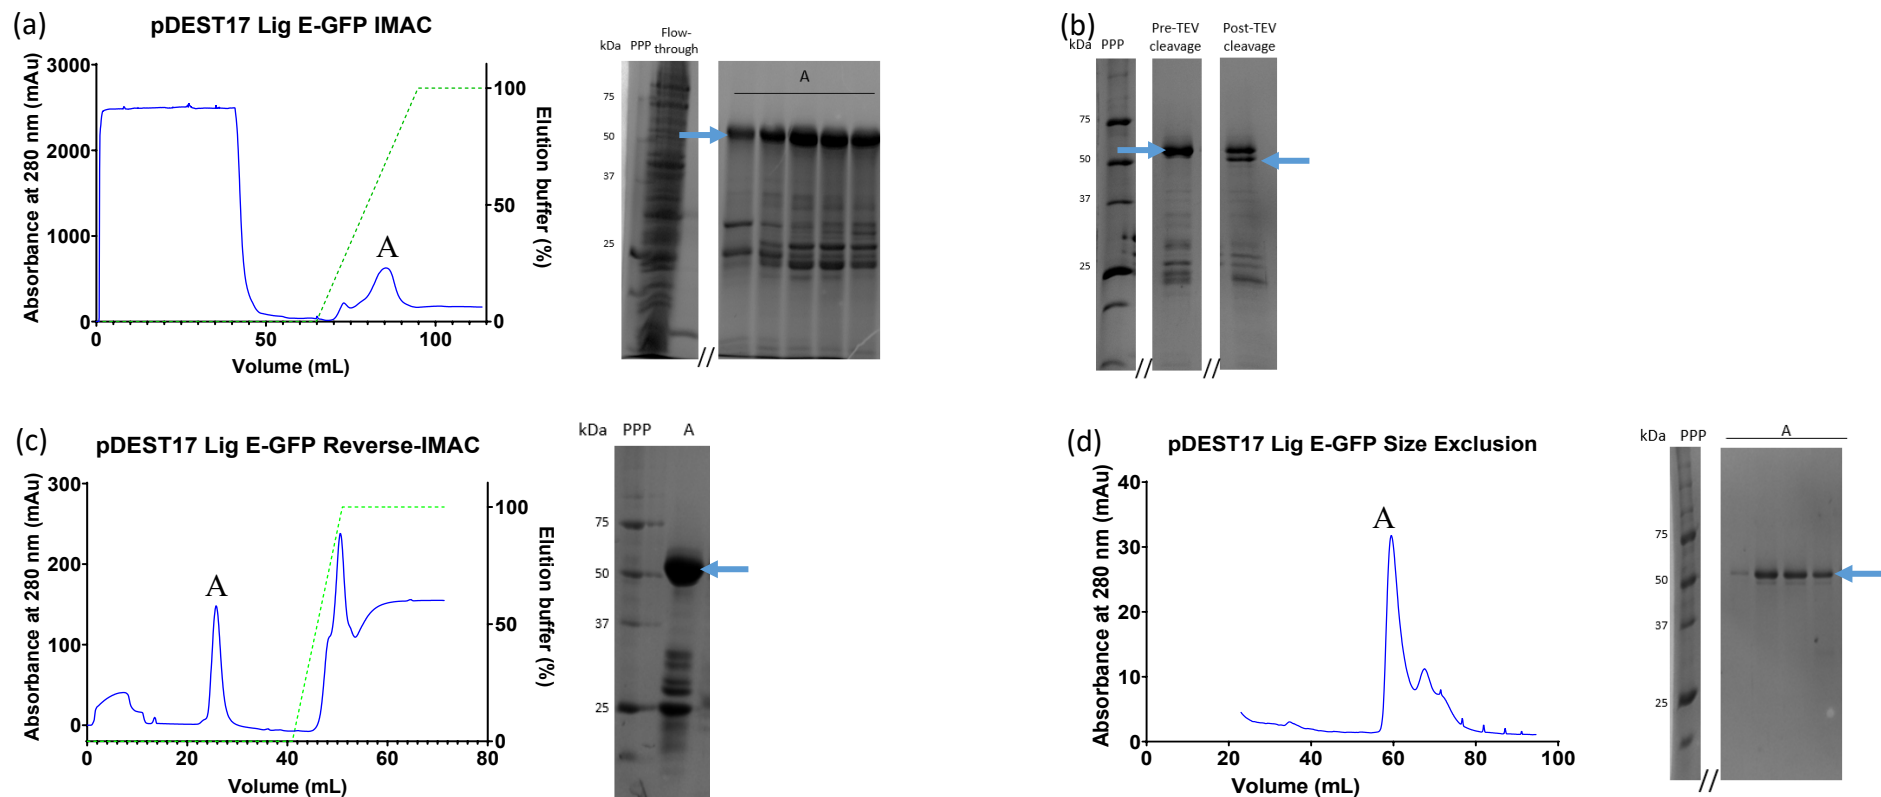 (a)
pDEST17 Lig E-GFP IMAC
Absorbance at 280 nm (mAu)
3000
2000
1000
0
0
50
100
Volume (mL)
100
50
0
Elution buffer (%)
A
kDa PPP Flow-through
A
75
50
37
25
//
(b)
kDa PPP
Pre-TEV cleavage
Post-TEV cleavage
75
50
37
25
//
//
(c)
pDEST17 Lig E-GFP Reverse-IMAC
Absorbance at 280 nm (mAu)
300
200
100
0
0
20
40
60
80
Volume (mL)
100
50
0
Elution buffer (%)
A
kDa PPP A
75
50
37
25
(d)
pDEST17 Lig E-GFP Size Exclusion
Absorbance at 280 nm (mAu)
40
30
20
10
0
0
20
40
60
80
100
Volume (mL)
A
kDa PPP A
75
50
37
25
//